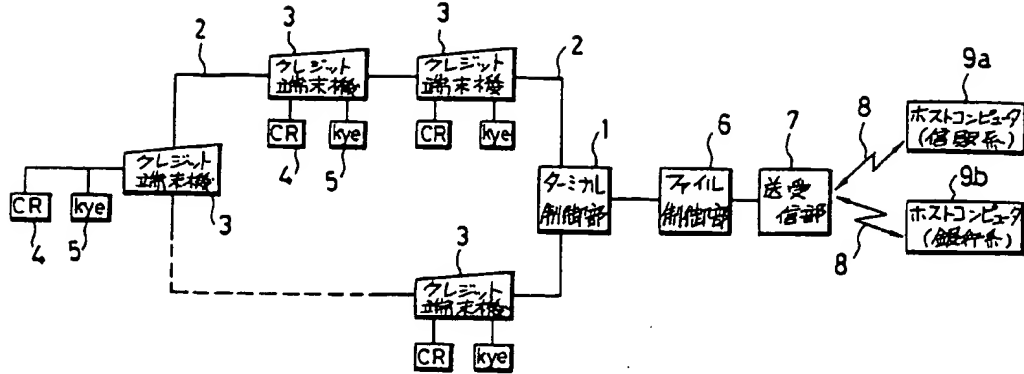 2
3
クレジット
端末機
CR
kye
4
5
3
クレジット
端末機
CR
kye
2
クレジット
端末機
3
CR
kye
4
5
3
クレジット
端末機
CR
kye
1
ターミナル
制御部
6
ファイル
制御部
7
送受
信部
8
8
9a
ホストコンピュータ
(信販系)
9b
ホストコンピュータ
(銀行系)